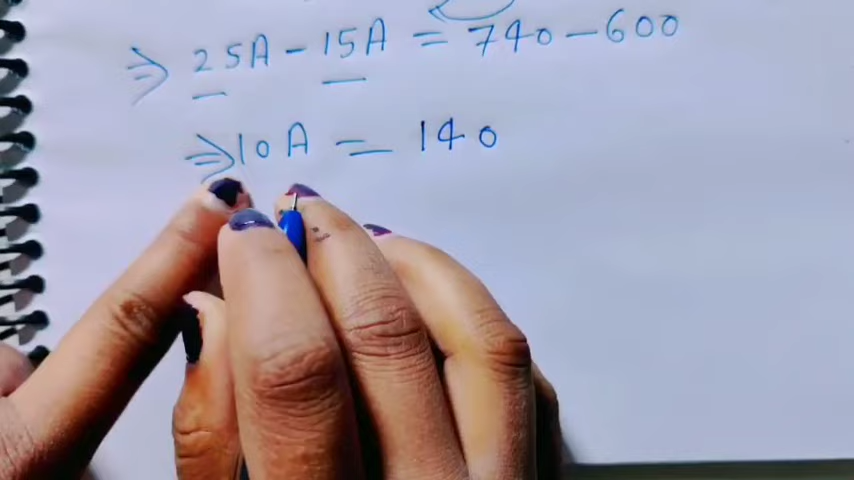 ⇒ 25A - 15A = 740 - 600
⇒ 10A = 140